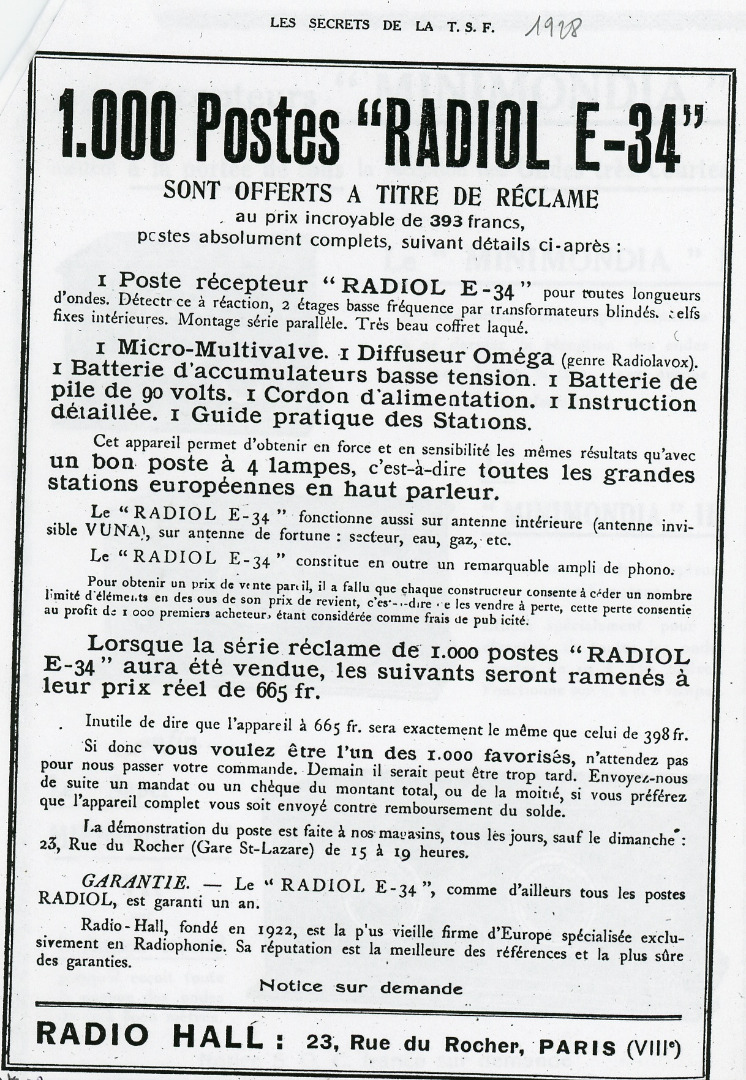 LES SECRETS DE LA T. S. F. 1928
1.000 Postes “RADIOL E-34”
SONT OFFERTS A TITRE DE RÉCLAME
au prix incroyable de 393 francs,
postes absolument complets, suivant détails ci-après :
1 Poste récepteur “ RADIOL E-34 ” pour toutes longueurs
d'ondes. Détectr ce à réaction, 2 étages basse fréquence par transformateurs blindés. selfs
fixes intérieures. Montage série parallèle. Très beau coffret laqué.
1 Micro-Multivalve. 1 Diffuseur Oméga (genre Radiolavox).
1 Batterie d'accumulateurs basse tension. 1 Batterie de
pile de 90 volts. 1 Cordon d'alimentation. 1 Instruction
détaillée. 1 Guide pratique des Stations.
Cet appareil permet d'obtenir en force et en sensibilité les mêmes résultats qu'avec
un bon poste à 4 lampes, c'est-à-dire toutes les grandes
stations européennes en haut parleur.
Le “ RADIOL E-34 ” fonctionne aussi sur antenne intérieure (antenne invi-
sible VUNA), sur antenne de fortune : secteur, eau, gaz, etc.
Le “ RADIOL E-34 ” constitue en outre un remarquable ampli de phono.
Pour obtenir un prix de vente pareil, il a fallu que chaque constructeur consente à céder un nombre
limité d'éléments en des ous de son prix de revient, c'es-à-dire e les vendre à perte, cette perte consentie
au profit de 1 000 premiers acheteur, étant considérée comme frais de pub icité.
Lorsque la série réclame de 1.000 postes “RADIOL
E-34” aura été vendue, les suivants seront ramenés à
leur prix réel de 665 fr.
Inutile de dire que l'appareil à 665 fr. sera exactement le même que celui de 398 fr.
Si donc vous voulez être l'un des 1.000 favorisés, n'attendez pas
pour nous passer votre commande. Demain il serait peut être trop tard. Envoyez-nous
de suite un mandat ou un chèque du montant total, ou de la moitié, si vous préférez
que l'appareil complet vous soit envoyé contre remboursement du solde.
La démonstration du poste est faite à nos magasins, tous les jours, sauf le dimanche :
23, Rue du Rocher (Gare St-Lazare) de 15 à 19 heures.
GARANTIE. — Le “ RADIOL E-34 ”, comme d'ailleurs tous les postes
RADIOL, est garanti un an.
Radio-Hall, fondé en 1922, est la p'us vieille firme d'Europe spécialisée exclu-
sivement en Radiophonie. Sa réputation est la meilleure des références et la plus sûre
des garanties.
Notice sur demande
RADIO HALL : 23, Rue du Rocher, PARIS (VIIIe)